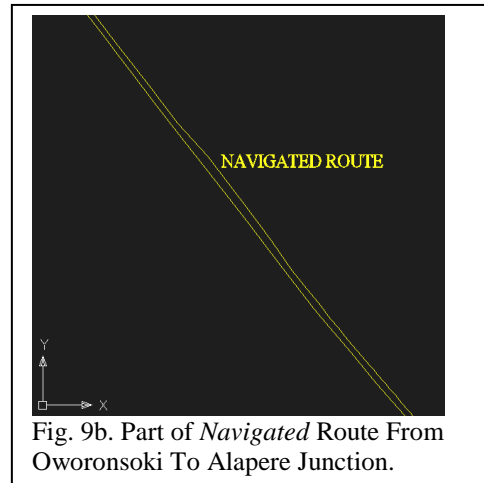 NAVIGATED ROUTE
Y
X
Fig. 9b. Part of Navigated Route From
Oworonsoki To Alapere Junction.